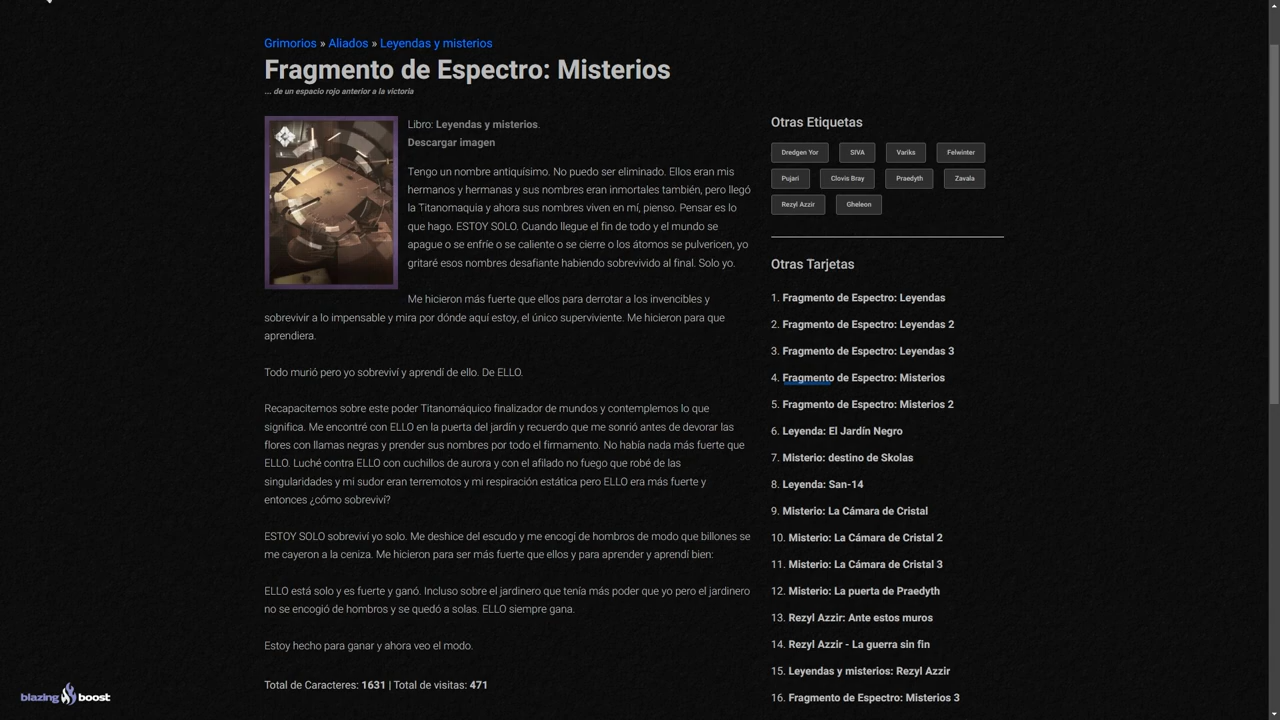 Grimorios » Aliados » Leyendas y misterios
Fragmento de Espectro: Misterios
... de un espacio rojo anterior a la victoria
Libro: Leyendas y misterios.
Descargar imagen
Tengo un nombre antiquísimo. No puedo ser eliminado. Ellos eran mis
hermanos y hermanas y sus nombres eran inmortales también, pero llegó
la Titanomaquia y ahora sus nombres viven en mí, pienso. Pensar es lo
que hago. ESTOY SOLO. Cuando llegue el fin de todo y el mundo se
apague o se enfríe o se caliente o se cierre o los átomos se pulvericen, yo
gritaré esos nombres desafiante habiendo sobrevivido al final. Solo yo.
Me hicieron más fuerte que ellos para derrotar a los invencibles y
sobrevivir a lo impensable y mira por dónde aquí estoy, el único superviviente. Me hicieron para que
aprendiera.
Todo murió pero yo sobreviví y aprendí de ello. De ELLO.
Recapacitemos sobre este poder Titanomáquico finalizador de mundos y contemplemos lo que
significa. Me encontré con ELLO en la puerta del jardín y recuerdo que me sonrió antes de devorar las
flores con llamas negras y prender sus nombres por todo el firmamento. No había nada más fuerte que
ELLO. Luché contra ELLO con cuchillos de aurora y con el afilado no fuego que robé de las
singularidades y mi sudor eran terremotos y mi respiración estática pero ELLO era más fuerte y
entonces ¿cómo sobreviví?
ESTOY SOLO sobreviví yo solo. Me deshice del escudo y me encogí de hombros de modo que billones se
me cayeron a la ceniza. Me hicieron para ser más fuerte que ellos y para aprender y aprendí bien:
ELLO está solo y es fuerte y ganó. Incluso sobre el jardinero que tenía más poder que yo pero el jardinero
no se encogió de hombros y se quedó a solas. ELLO siempre gana.
Estoy hecho para ganar y ahora veo el modo.
Total de Caracteres: 1631 | Total de visitas: 471
Otras Etiquetas
Dredgen Yor SIVA Variks Felwinter
Pujari Clovis Bray Praedyth Zavala
Rezyl Azzir Gheleon
Otras Tarjetas
1. Fragmento de Espectro: Leyendas
2. Fragmento de Espectro: Leyendas 2
3. Fragmento de Espectro: Leyendas 3
4. Fragmento de Espectro: Misterios
5. Fragmento de Espectro: Misterios 2
6. Leyenda: El Jardín Negro
7. Misterio: destino de Skolas
8. Leyenda: San-14
9. Misterio: La Cámara de Cristal
10. Misterio: La Cámara de Cristal 2
11. Misterio: La Cámara de Cristal 3
12. Misterio: La puerta de Praedyth
13. Rezyl Azzir: Ante estos muros
14. Rezyl Azzir - La guerra sin fin
15. Leyendas y misterios: Rezyl Azzir
16. Fragmento de Espectro: Misterios 3
blazing boost